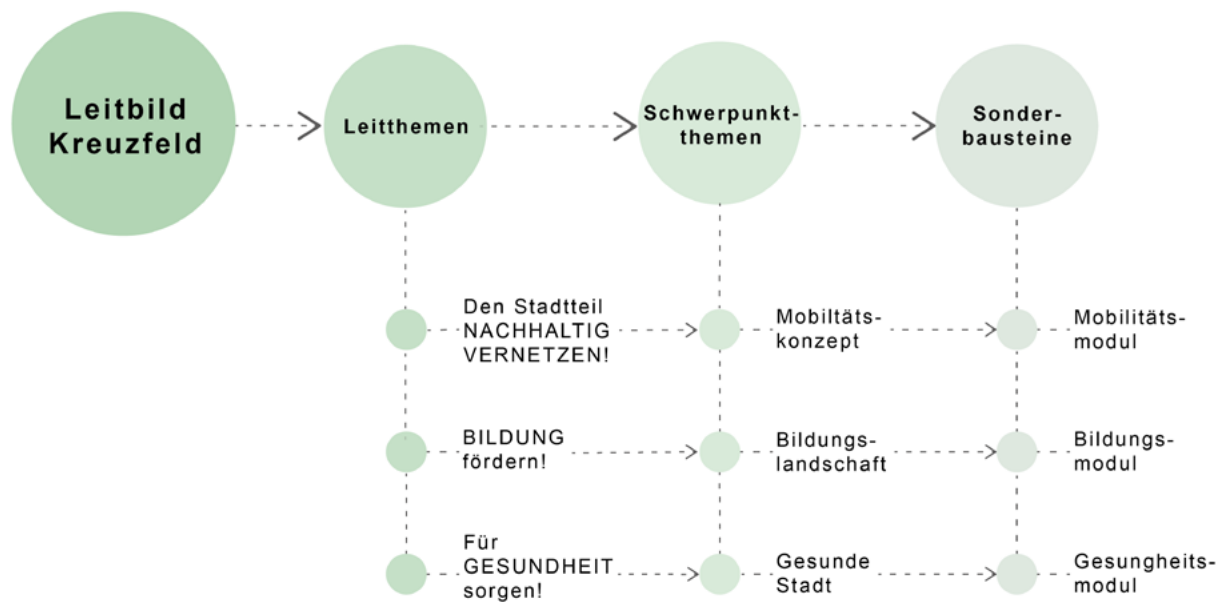 Leitbild
Kreuzfeld
Leitthemen
Schwerpunkt-
themen
Sonder-
bausteine
Den Stadtteil
NACHHALTIG
VERNETZEN!
Mobiltäts-
konzept
Mobilitäts-
modul
BILDUNG
fördern!
Bildungs-
landschaft
Bildungs-
modul
Für
GESUNDHEIT
sorgen!
Gesunde
Stadt
Gesungheits-
modul